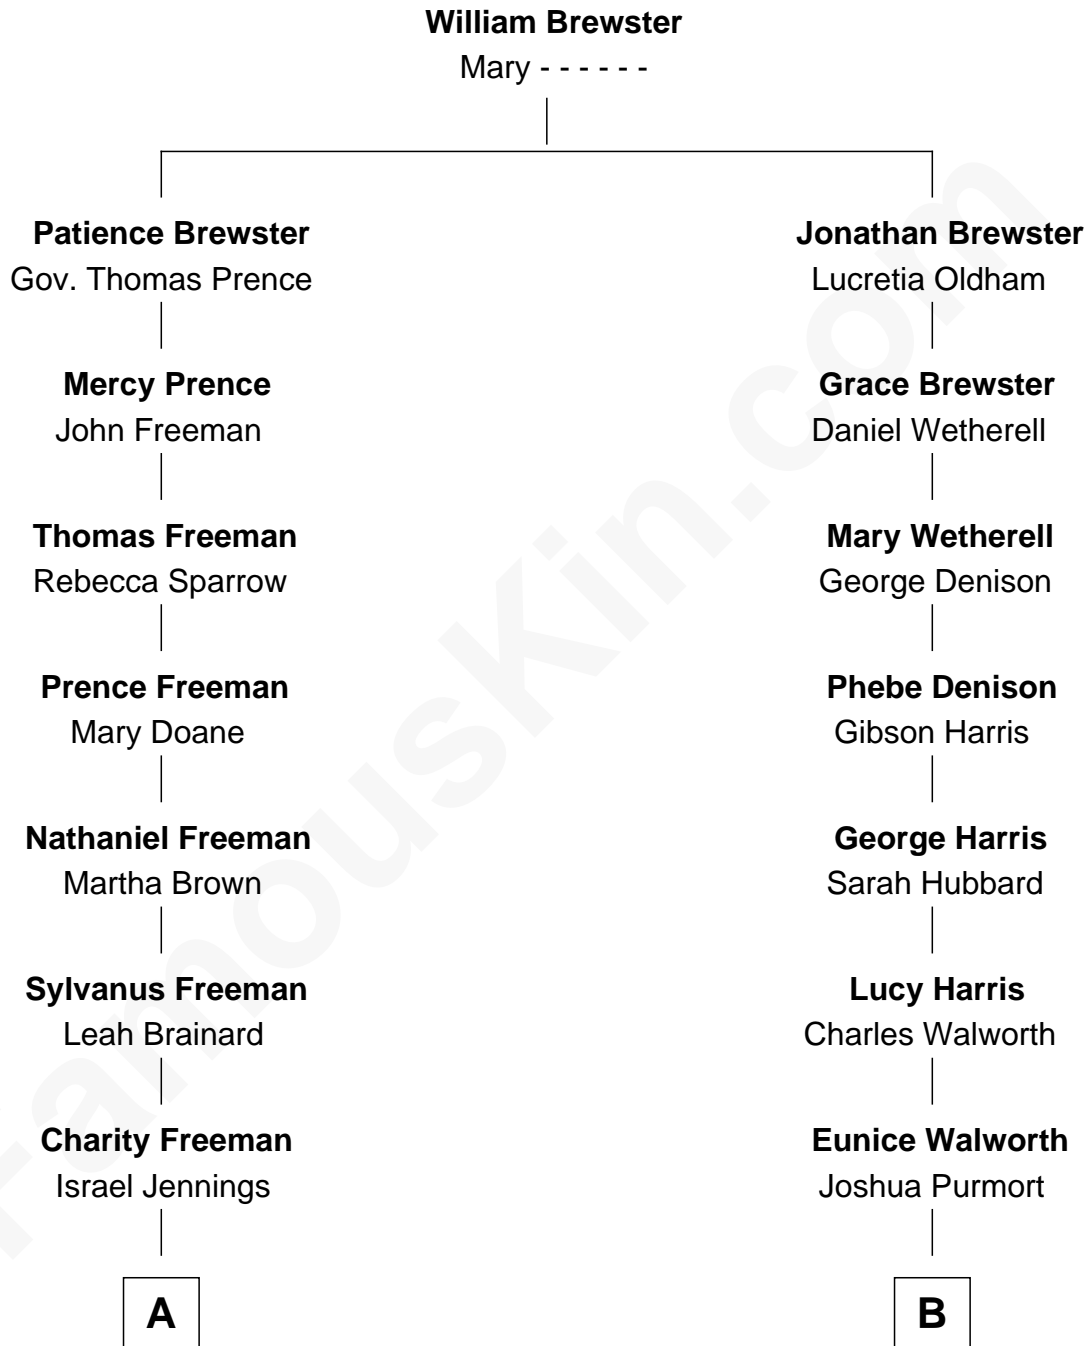 William Brewster
Mary - - - - - -
Patience Brewster
Gov. Thomas Prence
Jonathan Brewster
Lucretia Oldham
Mercy Prence
John Freeman
Grace Brewster
Daniel Wetherell
Thomas Freeman
Rebecca Sparrow
Mary Wetherell
George Denison
Prence Freeman
Mary Doane
Phebe Denison
Gibson Harris
Nathaniel Freeman
Martha Brown
George Harris
Sarah Hubbard
Sylvanus Freeman
Leah Brainard
Lucy Harris
Charles Walworth
Charity Freeman
Israel Jennings
Eunice Walworth
Joshua Purmort
A
B
FamousKin.com